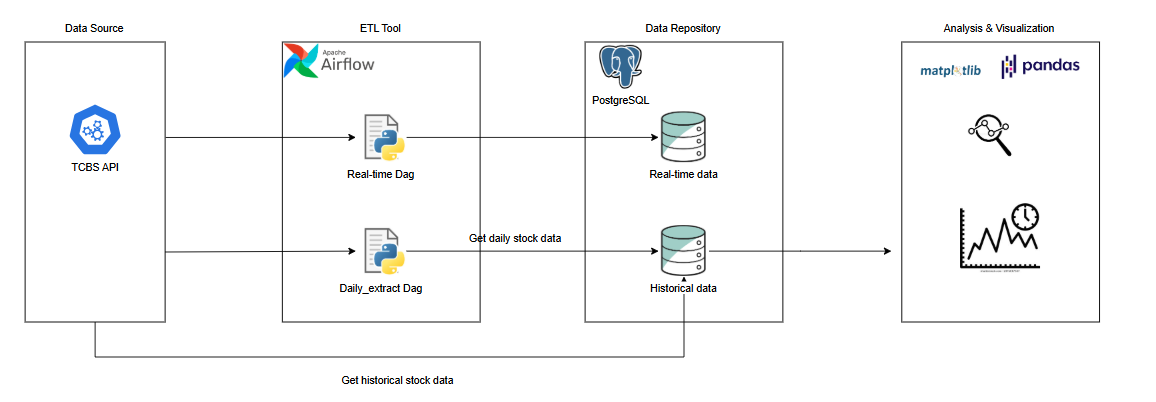 Data Source
ETL Tool
Data Repository
Analysis & Visualization
Apache
Airflow
PostgreSQL
matplotlib
pandas
TCBS API
Real-time Dag
Real-time data
Get daily stock data
Daily_extract Dag
Historical data
Get historical stock data